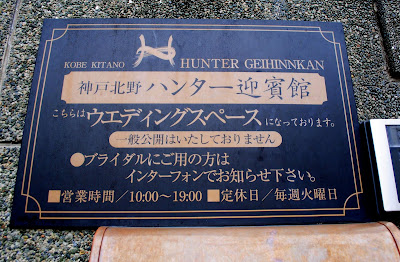 KOBE KITANO HUNTER GEIHINNKAN
神戸北野 ハンター迎賓館
こちらは ウエディングスペース になっております。
一般公開はいたしておりません
●ブライダルにご用の方は
インターフォンでお知らせ下さい。
■営業時間／10:00〜19:00 ■定休日／毎週火曜日